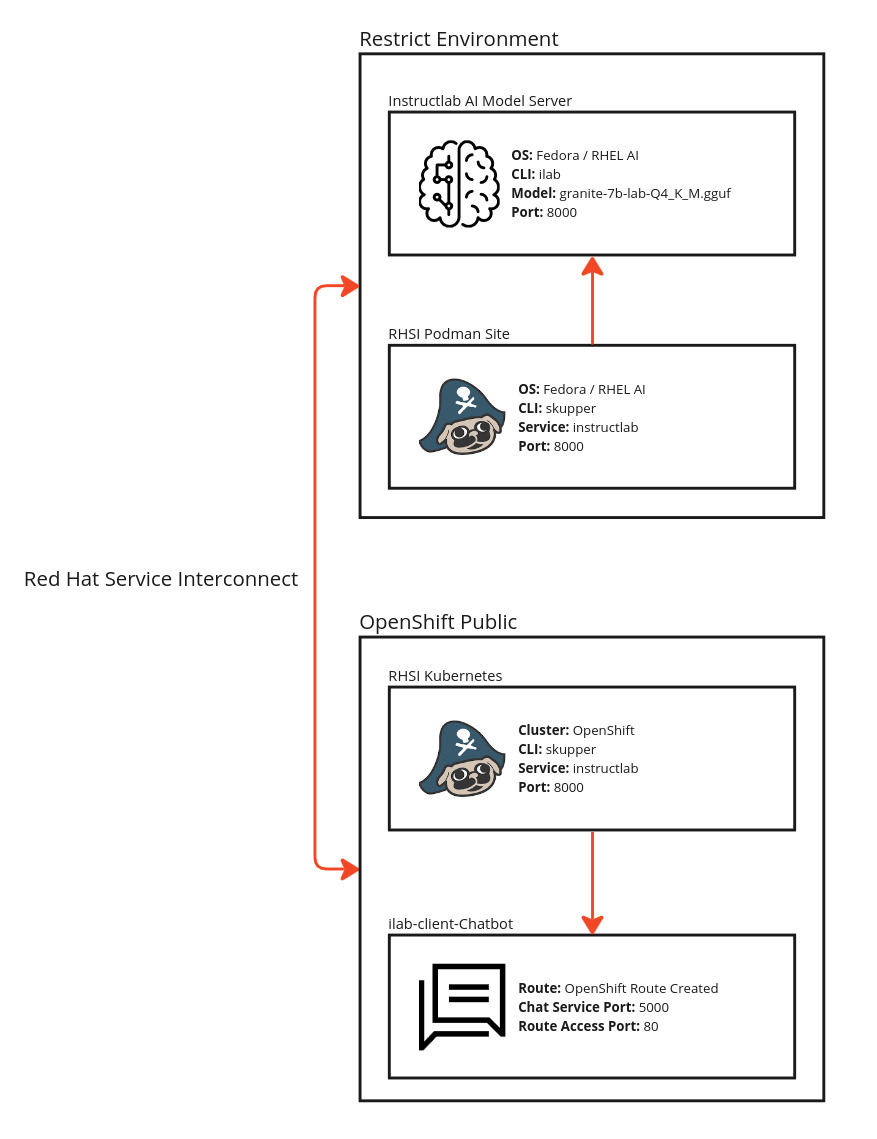 Restrict Environment
Instructlab AI Model Server
OS: Fedora / RHEL AI
CLI: ilab
Model: granite-7b-lab-Q4_K_M.gguf
Port: 8000
RHSI Podman Site
OS: Fedora / RHEL AI
CLI: skupper
Service: instructlab
Port: 8000
Red Hat Service Interconnect
OpenShift Public
RHSI Kubernetes
Cluster: OpenShift
CLI: skupper
Service: instructlab
Port: 8000
ilab-client-Chatbot
Route: OpenShift Route Created
Chat Service Port: 5000
Route Access Port: 80